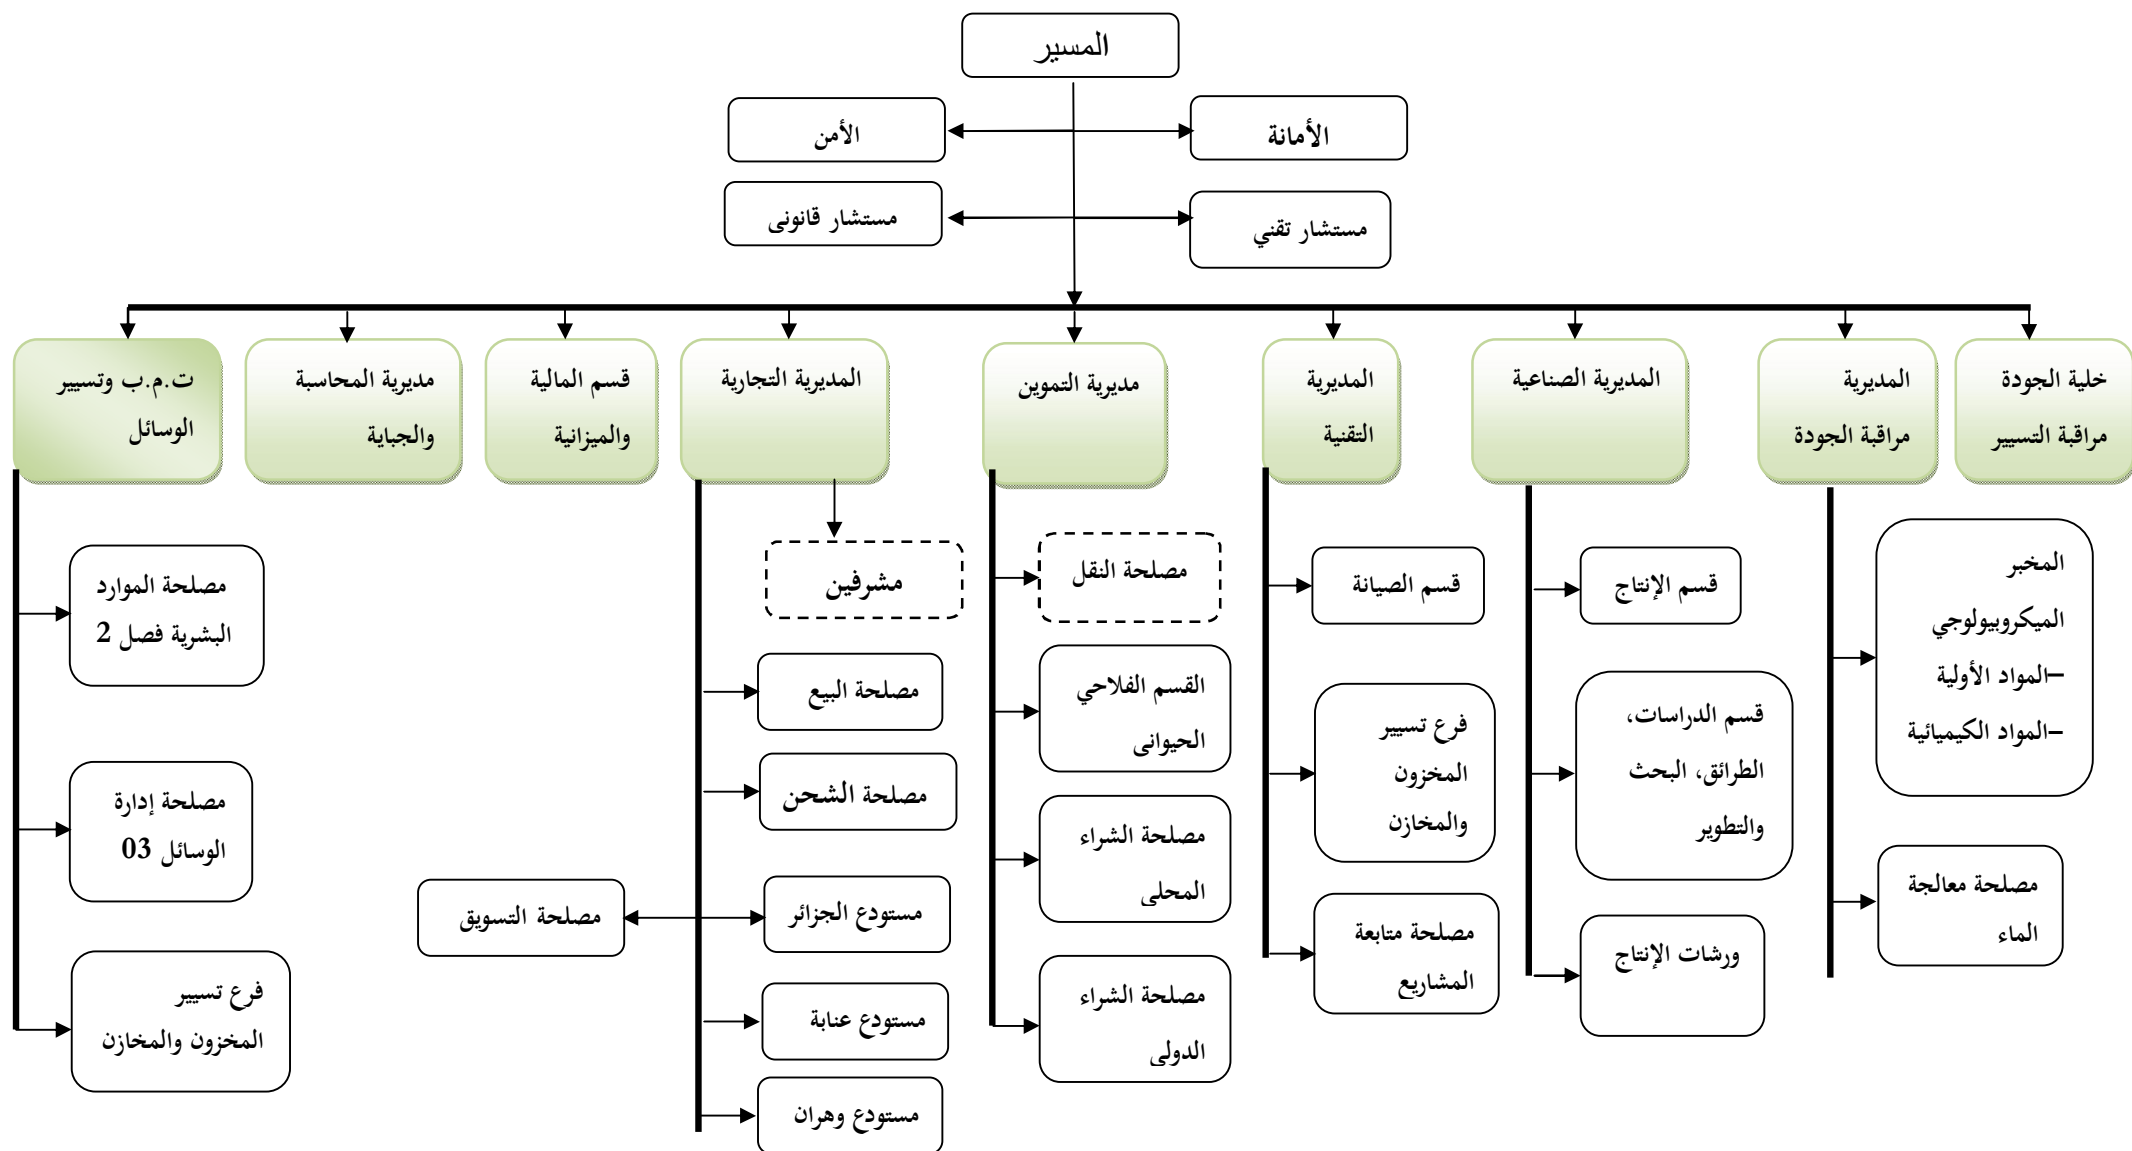 المسير
الأمانة
الأمن
مستشار تقني
مستشار قانونى
خلية الجودة
مراقبة التسيير
المديرية
مراقبة الجودة
المديرية الصناعية
المديرية
التقنية
مديرية التموين
المديرية التجارية
قسم المالية
والميزانية
مديرية المحاسبة
والجباية
ت.م.ب وتسيير
الوسائل
المخبر
الميكروبيولوجي
–المواد الأولية
–المواد الكيميائية
مصلحة معالجة
الماء
قسم الإنتاج
قسم الدراسات،
الطرائق، البحث
والتطوير
ورشات الإنتاج
قسم الصيانة
فرع تسيير
المخزون
والمخازن
مصلحة متابعة
المشاريع
مصلحة النقل
القسم الفلاحي
الحيوانى
مصلحة الشراء
المحلى
مصلحة الشراء
الدولى
مشرفين
مصلحة البيع
مصلحة الشحن
مستودع الجزائر
مصلحة التسويق
مستودع عنابة
مستودع وهران
مصلحة الموارد
البشرية فصل 2
مصلحة إدارة
الوسائل 03
فرع تسيير
المخزون والمخازن